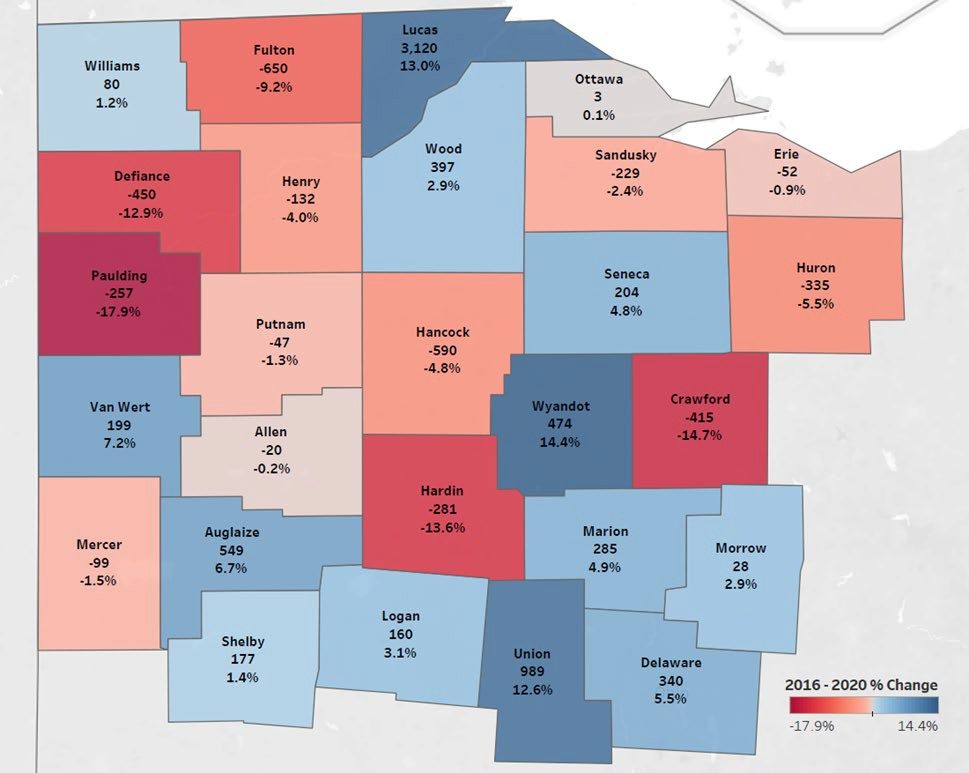 Williams
80
1.2%
Fulton
-650
-9.2%
Lucas
3,120
13.0%
Ottawa
3
0.1%
Wood
397
2.9%
Sandusky
-229
-2.4%
Erie
-52
-0.9%
Defiance
-450
-12.9%
Henry
-132
-4.0%
Paulding
-257
-17.9%
Putnam
-47
-1.3%
Hancock
-590
-4.8%
Seneca
204
4.8%
Huron
-335
-5.5%
Van Wert
199
7.2%
Allen
-20
-0.2%
Wyandot
474
14.4%
Crawford
-415
-14.7%
Hardin
-281
-13.6%
Mercer
-99
-1.5%
Auglaize
549
6.7%
Marion
285
4.9%
Morrow
28
2.9%
Shelby
177
1.4%
Logan
160
3.1%
Union
989
12.6%
Delaware
340
5.5%
2016 - 2020 % Change
-17.9%
14.4%